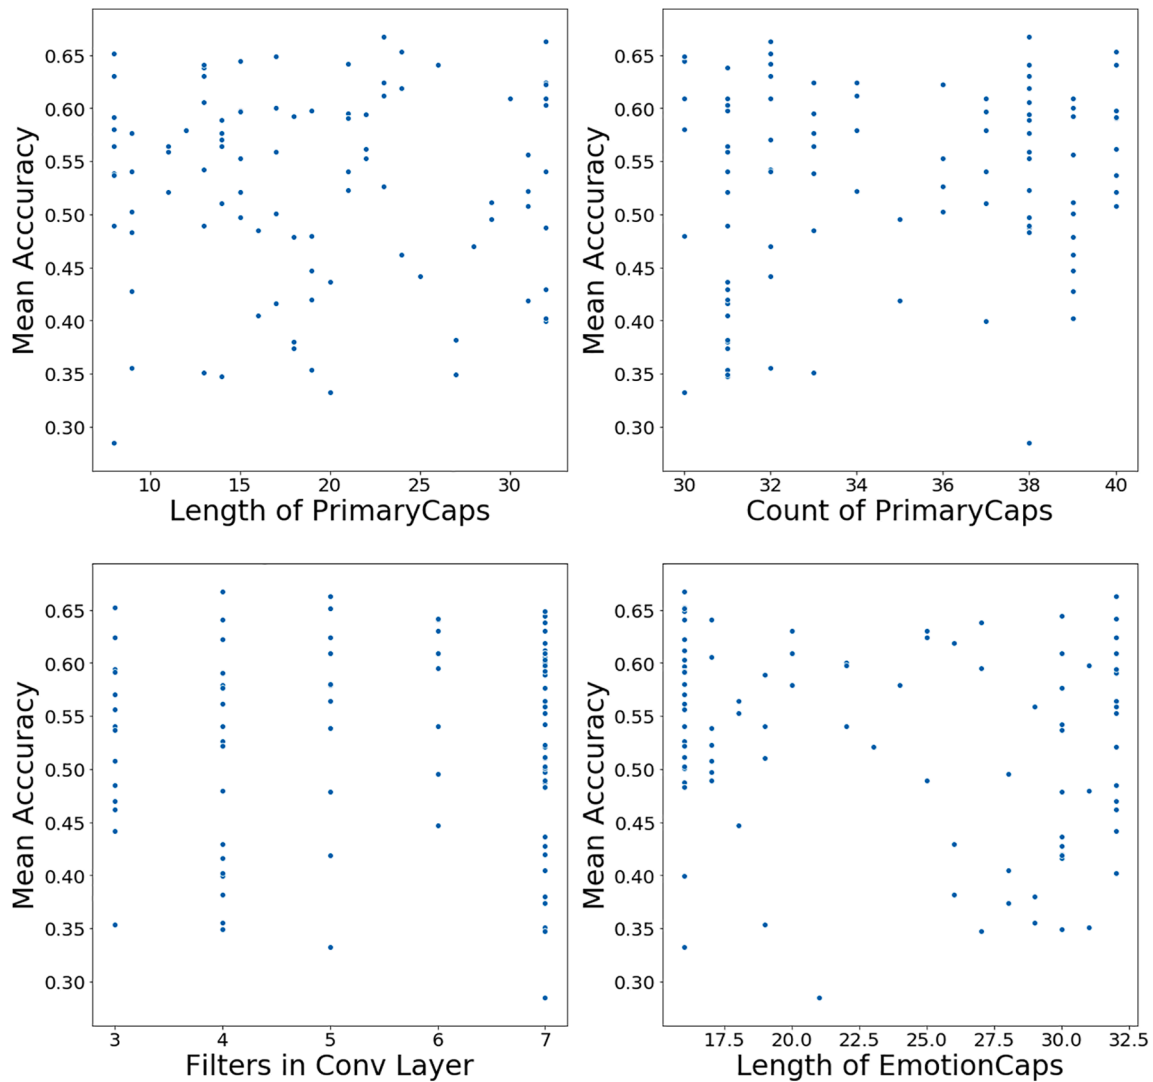 0.65
0.60
0.55
0.50
0.45
0.40
0.35
0.30
Mean Acccuracy
10 15 20 25 30
Length of PrimaryCaps
0.65
0.60
0.55
0.50
0.45
0.40
0.35
0.30
Mean Acccuracy
30 32 34 36 38 40
Count of PrimaryCaps
0.65
0.60
0.55
0.50
0.45
0.40
0.35
0.30
Mean Acccuracy
3 4 5 6 7
Filters in Conv Layer
0.65
0.60
0.55
0.50
0.45
0.40
0.35
0.30
Mean Acccuracy
17.5 20.0 22.5 25.0 27.5 30.0 32.5
Length of EmotionCaps